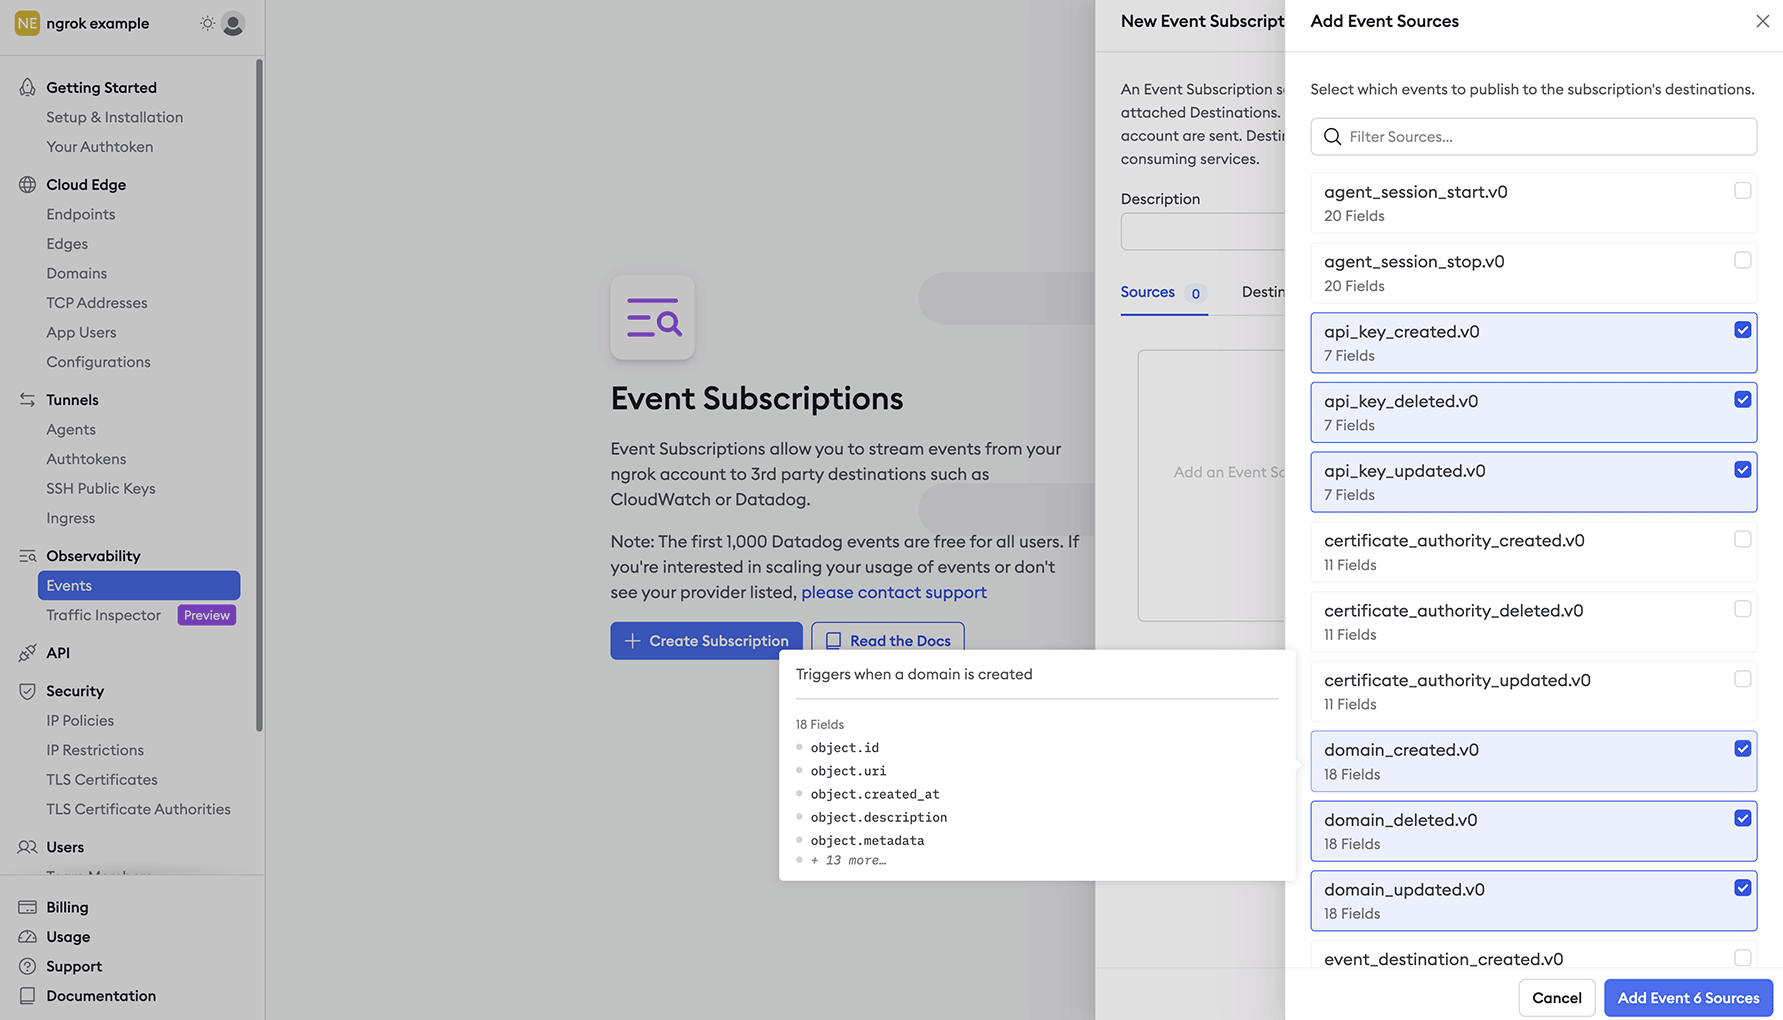 NE ngrok example
Getting Started
Setup & Installation
Your Authtoken
Cloud Edge
Endpoints
Edges
Domains
TCP Addresses
App Users
Configurations
Tunnels
Agents
Authtokens
SSH Public Keys
Ingress
Observability
Events
Traffic Inspector Preview
API
Security
IP Policies
IP Restrictions
TLS Certificates
TLS Certificate Authorities
Users
Billing
Usage
Support
Documentation
Event Subscriptions
Event Subscriptions allow you to stream events from your
ngrok account to 3rd party destinations such as
CloudWatch or Datadog.
Note: The first 1,000 Datadog events are free for all users. If
you're interested in scaling your usage of events or don't
see your provider listed, please contact support
Create Subscription
Read the Docs
Triggers when a domain is created
18 Fields
object.id
object.uri
object.created_at
object.description
object.metadata
+ 13 more…
New Event Subscript
An Event Subscription s
attached Destinations.
account are sent. Desti
consuming services.
Description
Sources 0
Destin
Add an Event So
Add Event Sources
Select which events to publish to the subscription's destinations.
Filter Sources...
agent_session_start.v0
20 Fields
agent_session_stop.v0
20 Fields
api_key_created.v0
7 Fields
api_key_deleted.v0
7 Fields
api_key_updated.v0
7 Fields
certificate_authority_created.v0
11 Fields
certificate_authority_deleted.v0
11 Fields
certificate_authority_updated.v0
11 Fields
domain_created.v0
18 Fields
domain_deleted.v0
18 Fields
domain_updated.v0
18 Fields
event_destination_created.v0
Cancel
Add Event 6 Sources